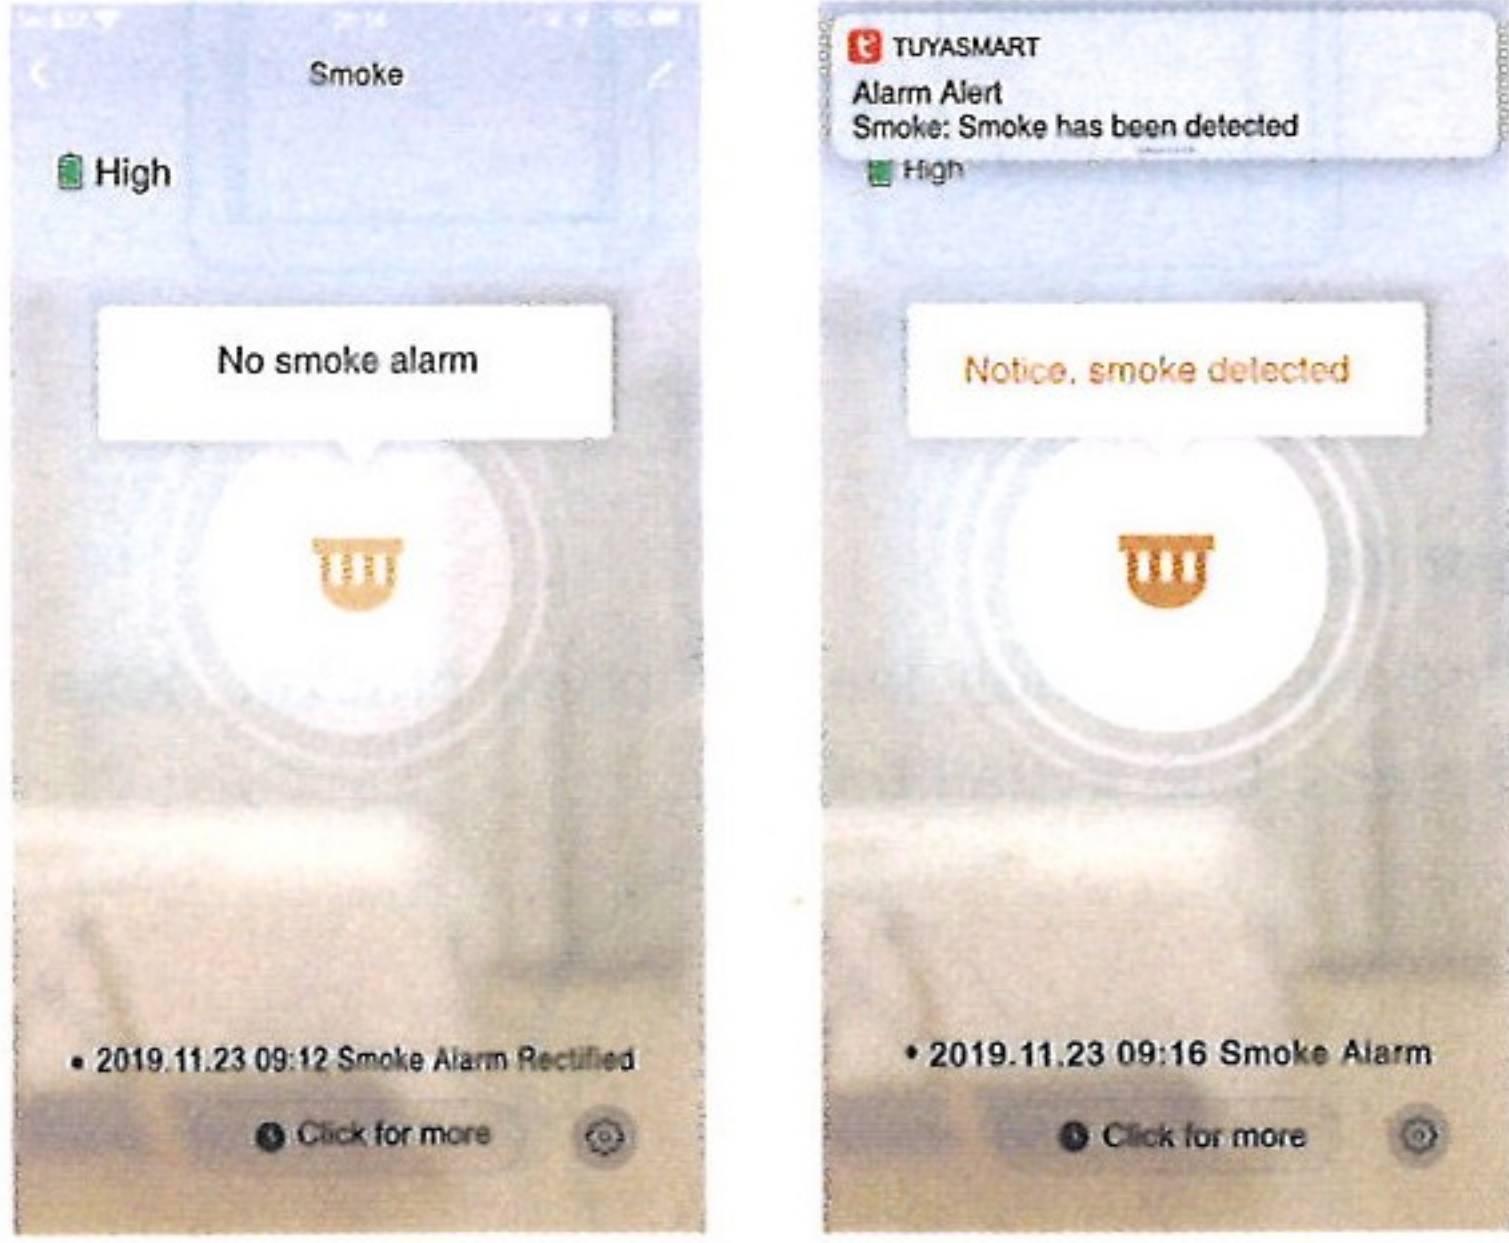 Smoke
High
No smoke alarm
• 2019.11.23 09:12 Smoke Alarm Rectified
Click for more
TUYASMART
Alarm Alert
Smoke: Smoke has been detected
High
Notice, smoke detected
• 2019.11.23 09:16 Smoke Alarm
Click for more